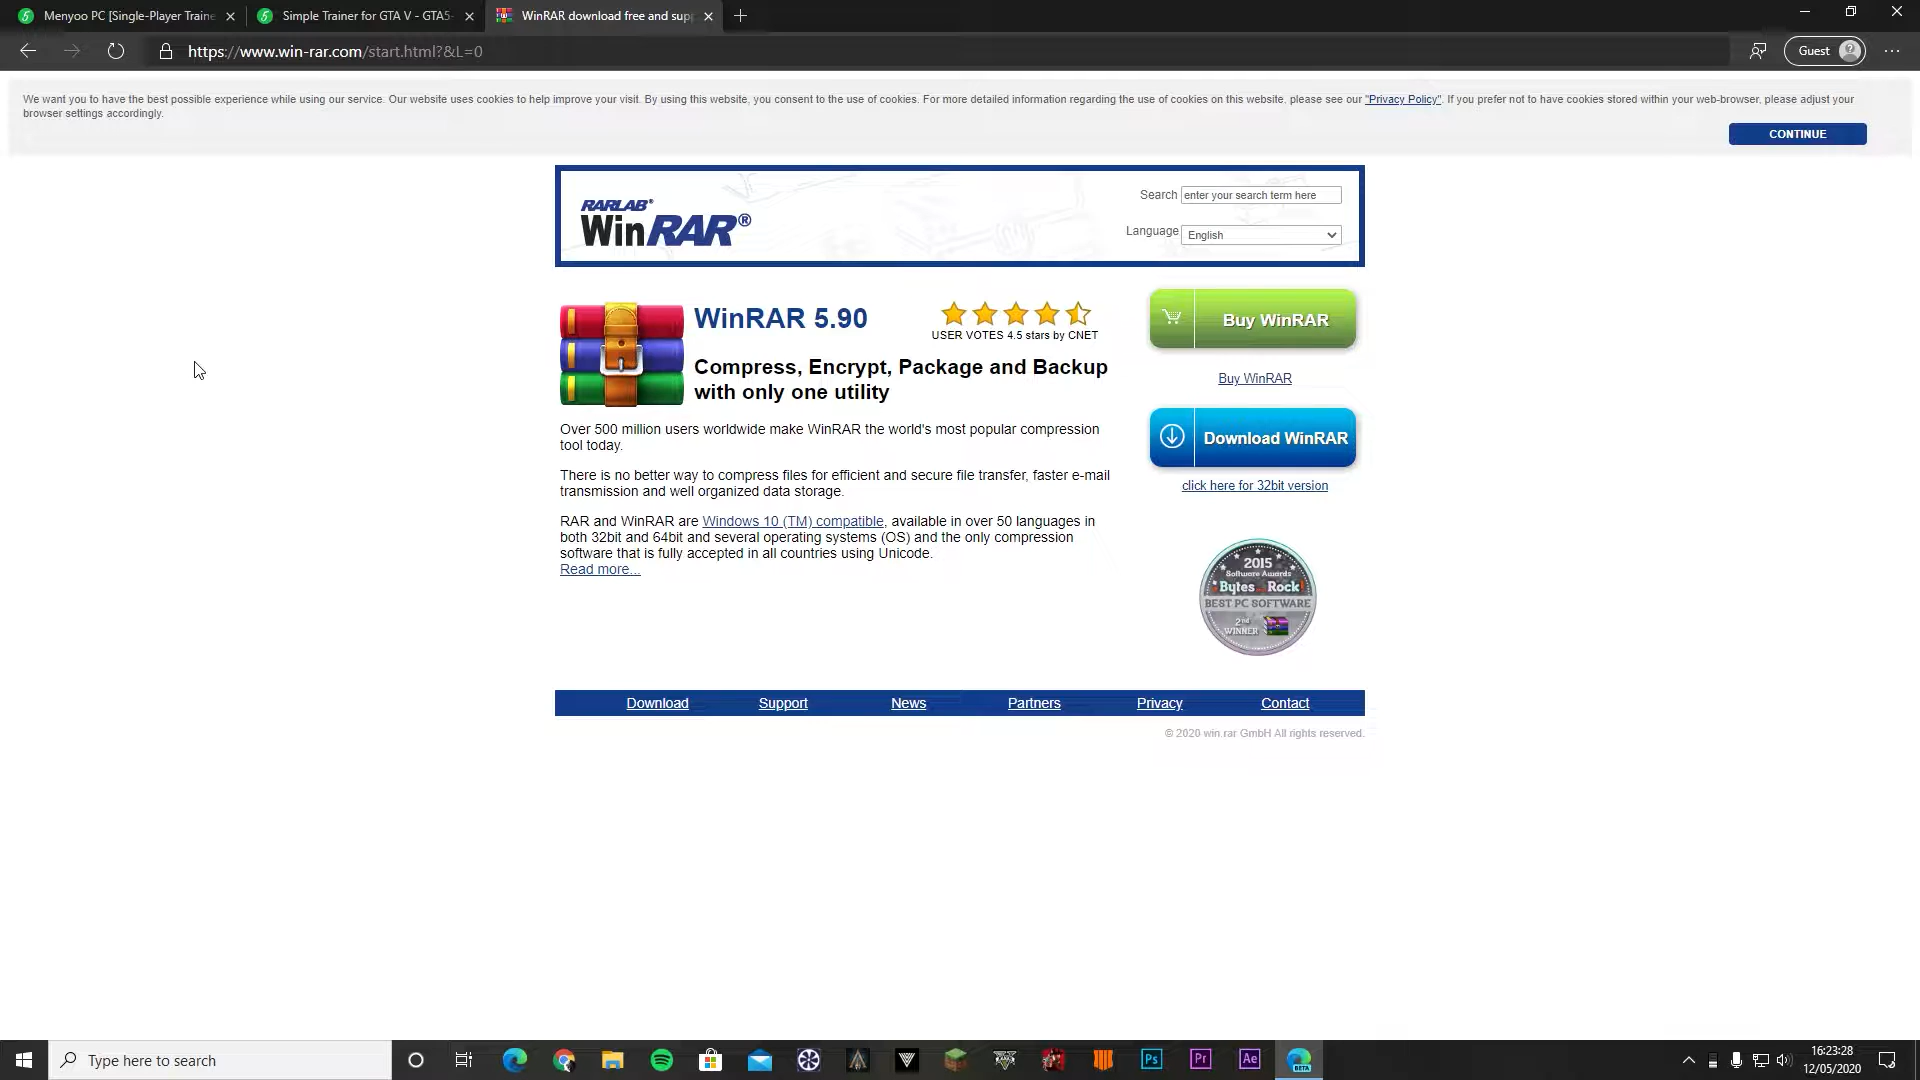 Menyoo PC [Single-Player Traine
Simple Trainer for GTA V - GTA5-
WinRAR download free and supp
https://www.win-rar.com/start.html?&L=0
Guest
We want you to have the best possible experience while using our service. Our website uses cookies to help improve your visit. By using this website, you consent to the use of cookies. For more detailed information regarding the use of cookies on this website, please see our "Privacy Policy". If you prefer not to have cookies stored within your web-browser, please adjust your
browser settings accordingly.
CONTINUE
RARLAB®
WinRAR®
Search enter your search term here
Language English
WinRAR 5.90
USER VOTES 4.5 stars by CNET
Compress, Encrypt, Package and Backup
with only one utility
Over 500 million users worldwide make WinRAR the world's most popular compression
tool today.
There is no better way to compress files for efficient and secure file transfer, faster e-mail
transmission and well organized data storage.
RAR and WinRAR are Windows 10 (TM) compatible, available in over 50 languages in
both 32bit and 64bit and several operating systems (OS) and the only compression
software that is fully accepted in all countries using Unicode.
Read more...
Buy WinRAR
Buy WinRAR
Download WinRAR
click here for 32bit version
2015
Software Awards
Bytes Rock!
BEST PC SOFTWARE
2nd
WINNER
Download Support News Partners Privacy Contact
© 2020 win.rar GmbH All rights reserved.
Type here to search
Ps
Pr
Ae
BETA
16:23:28
12/05/2020